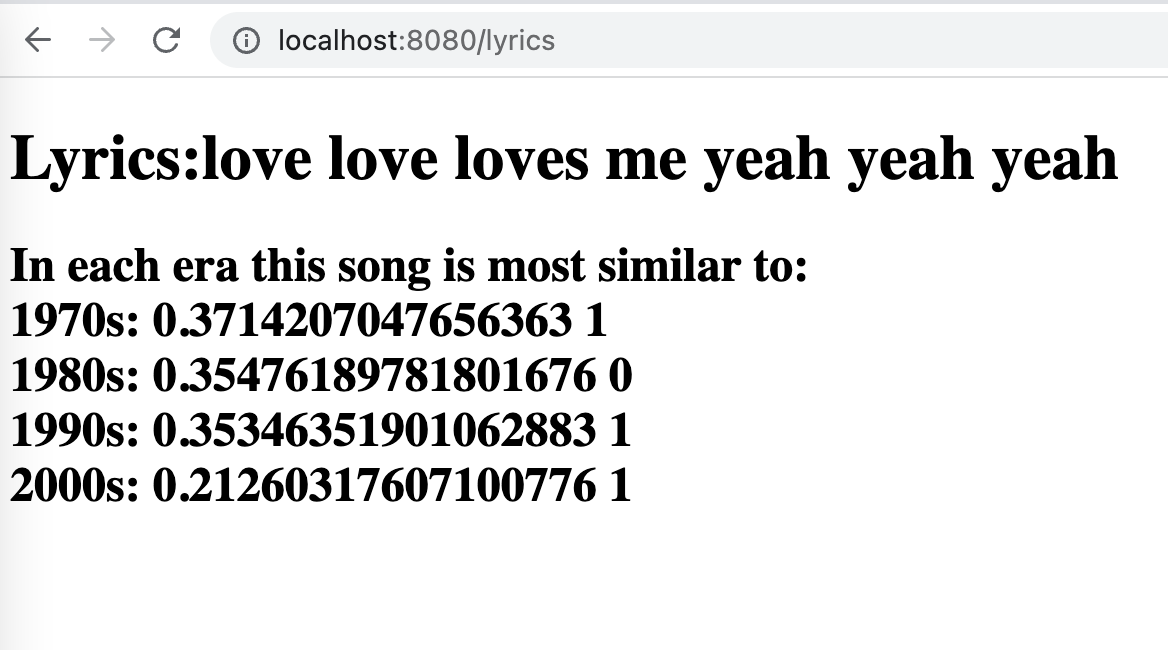 localhost:8080/lyrics
Lyrics:love love loves me yeah yeah yeah
In each era this song is most similar to:
1970s: 0.3714207047656363 1
1980s: 0.35476189781801676 0
1990s: 0.35346351901062883 1
2000s: 0.21260317607100776 1